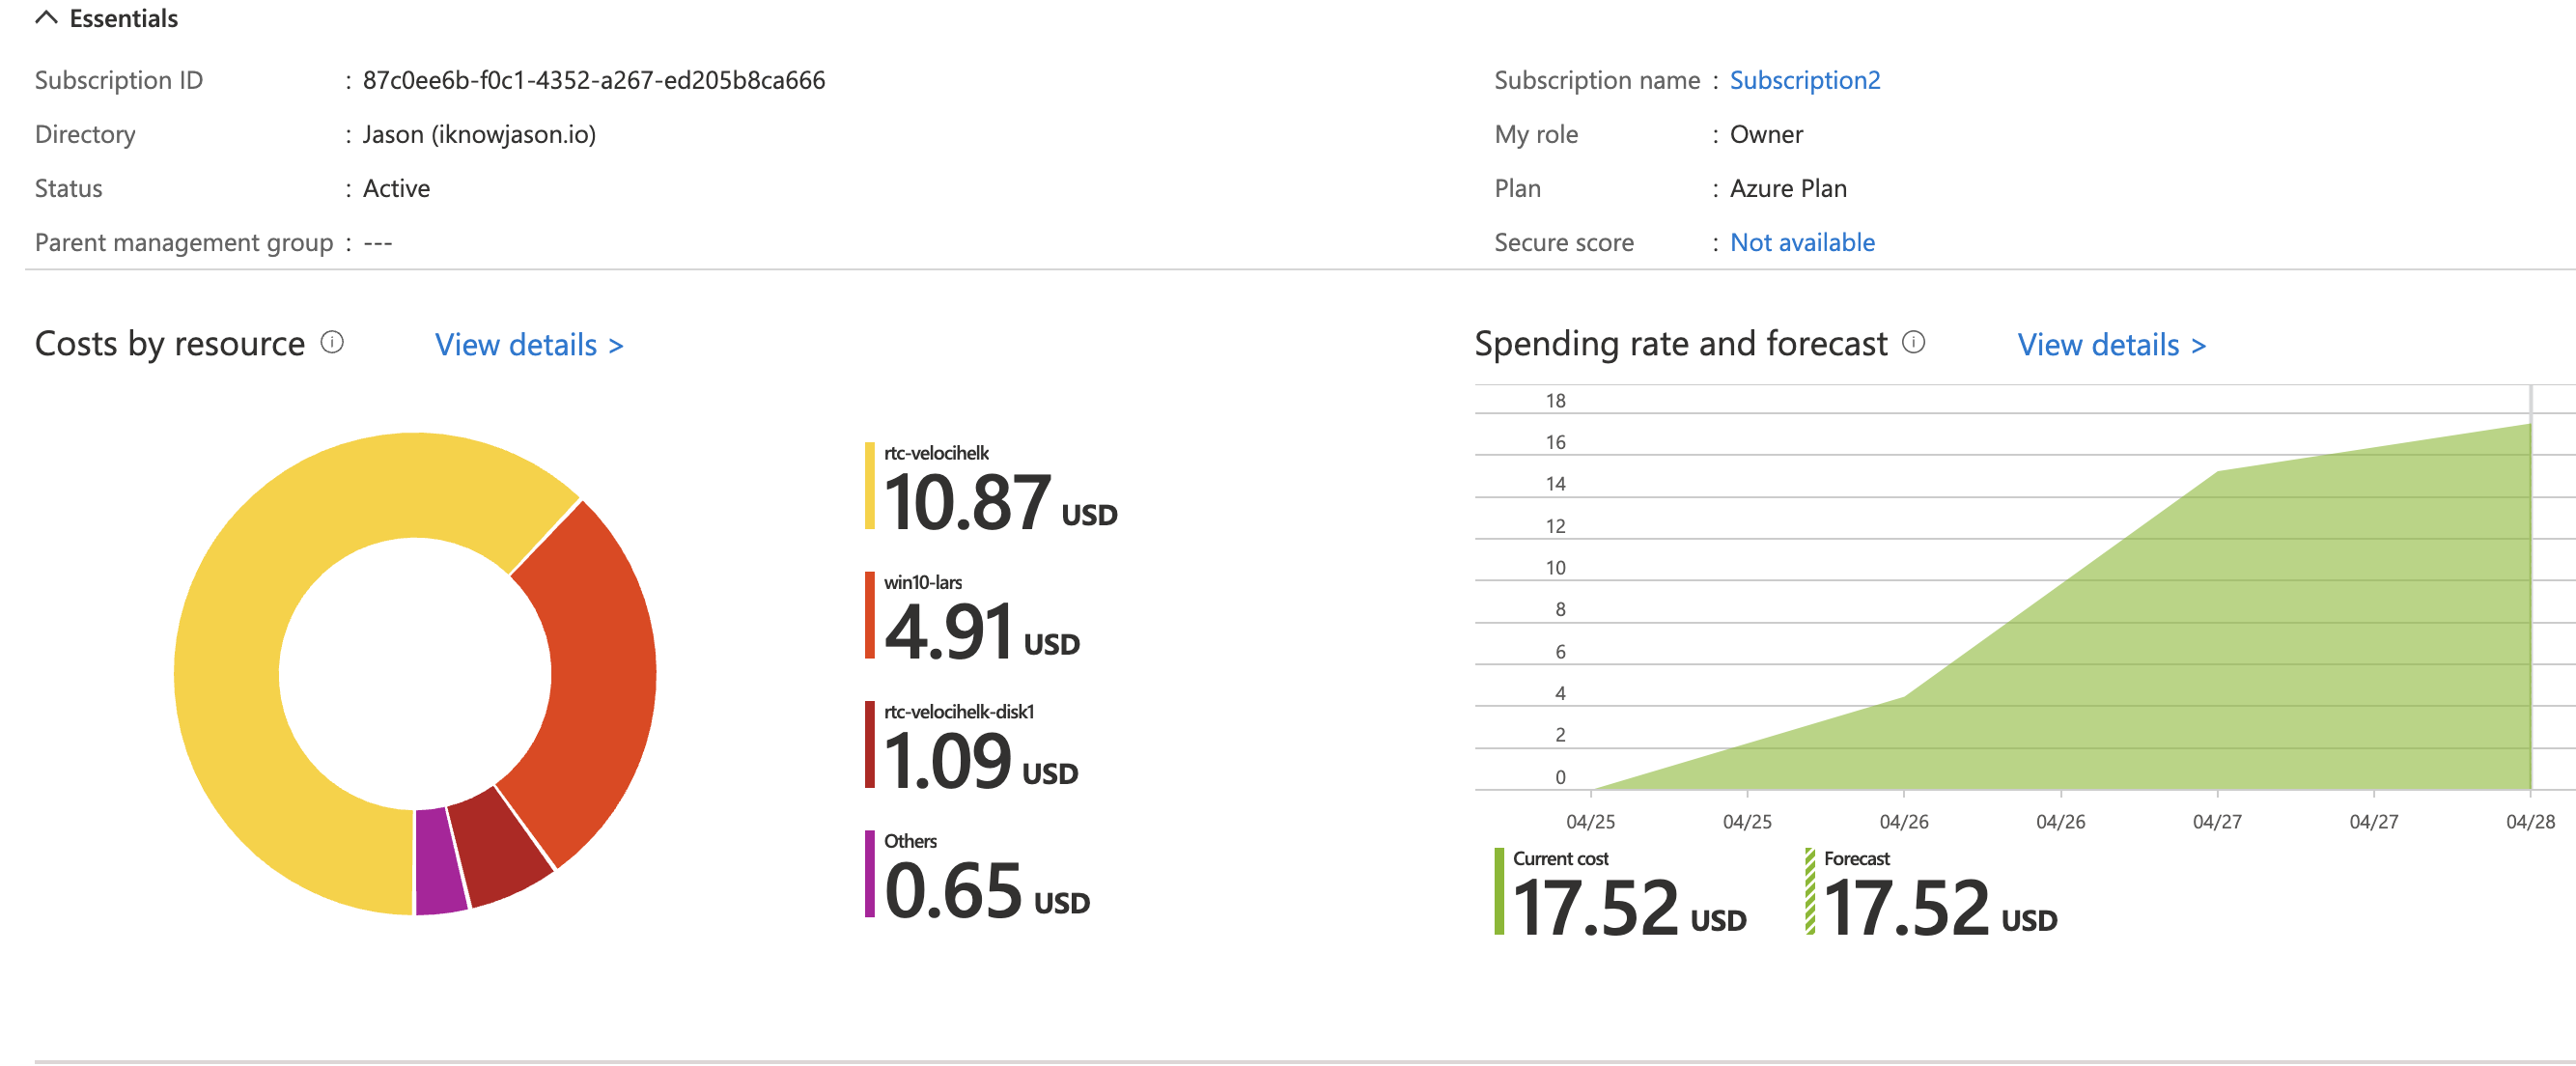 Essentials
Subscription ID : 87c0ee6b-f0c1-4352-a267-ed205b8ca666
Directory : Jason (iknowjason.io)
Status : Active
Parent management group : ---
Subscription name : Subscription2
My role : Owner
Plan : Azure Plan
Secure score : Not available
Costs by resource View details >
rtc-velocihelk
10.87 USD
win10-lars
4.91 USD
rtc-velocihelk-disk1
1.09 USD
Others
0.65 USD
Spending rate and forecast View details >
18
16
14
12
10
8
6
4
2
0
04/25 04/25 04/26 04/26 04/27 04/27 04/28
Current cost
17.52 USD
Forecast
17.52 USD